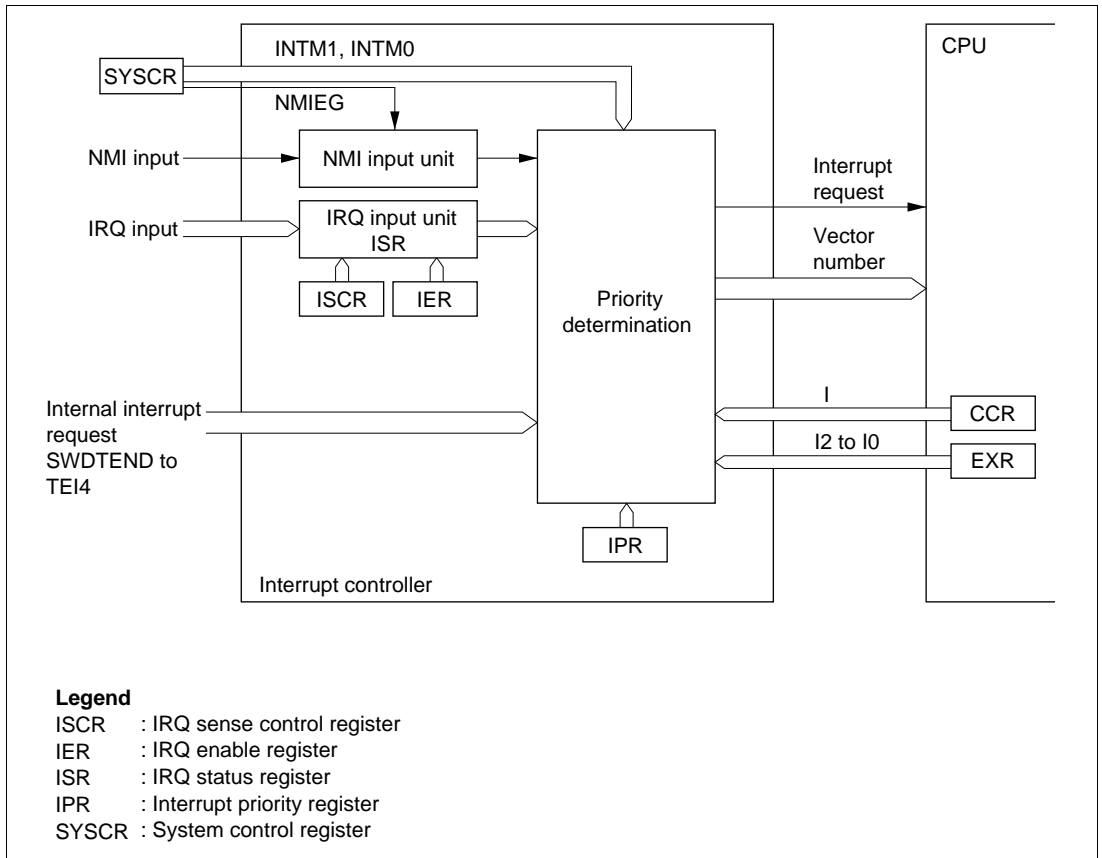 INTM1, INTM0
CPU
SYSCR
NMIEG
NMI input
NMI input unit
Interrupt
request
IRQ input
IRQ input unit
ISR
Vector
number
ISCR
IER
Priority
determination
Internal interrupt
request
SWDTEND to
TEI4
I
CCR
I2 to I0
EXR
IPR
Interrupt controller
Legend
ISCR : IRQ sense control register
IER : IRQ enable register
ISR : IRQ status register
IPR : Interrupt priority register
SYSCR : System control register